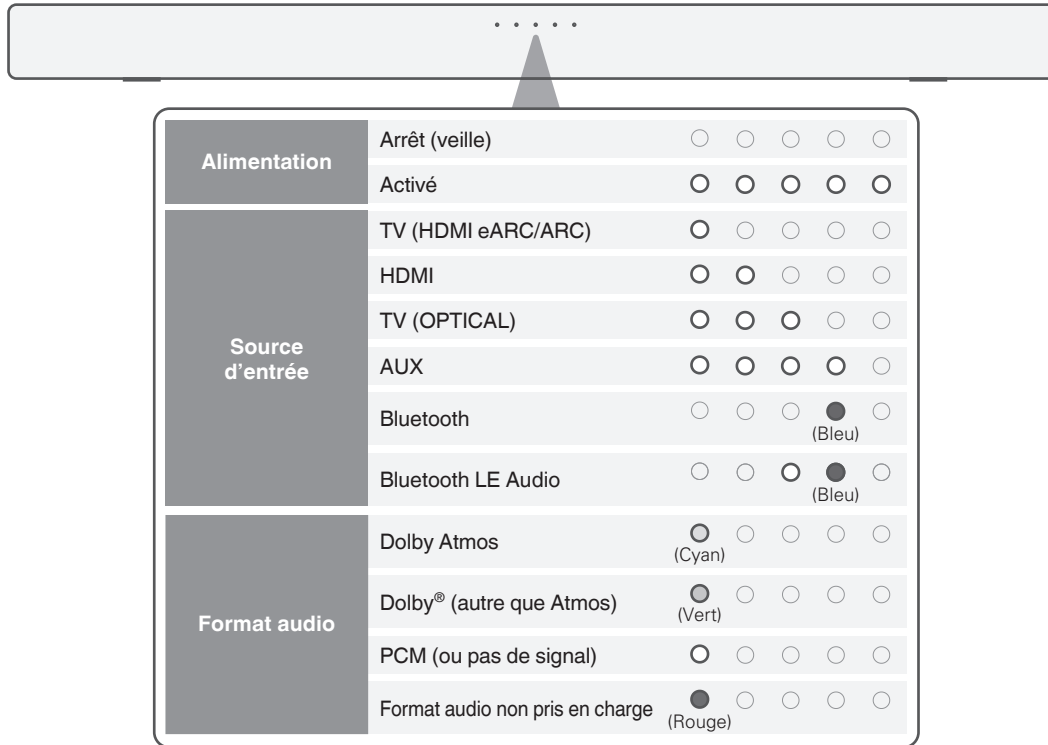 Alimentation
Arrêt (veille)
Activé
Source
d'entrée
TV (HDMI eARC/ARC)
HDMI
TV (OPTICAL)
AUX
Bluetooth
(Bleu)
Bluetooth LE Audio
(Bleu)
Format audio
Dolby Atmos
(Cyan)
Dolby® (autre que Atmos)
(Vert)
PCM (ou pas de signal)
Format audio non pris en charge
(Rouge)